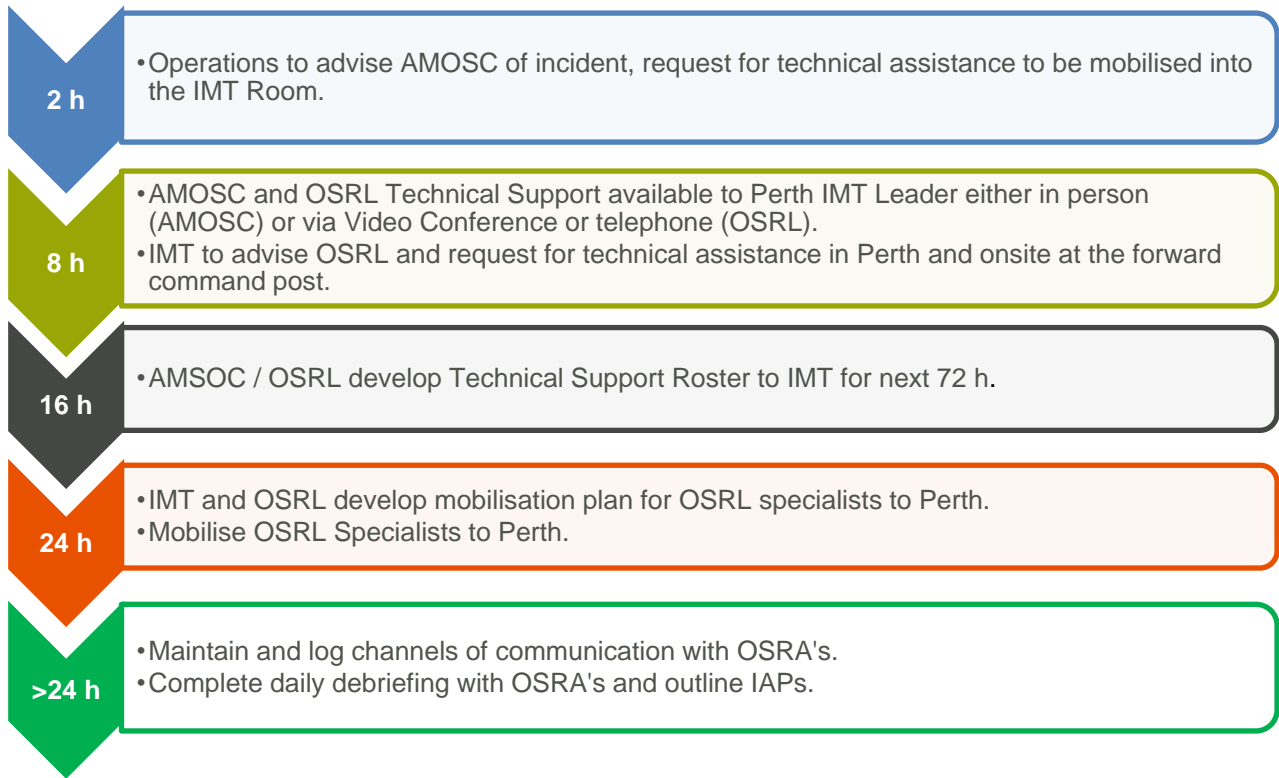 2 h
•Operations to advise AMOSC of incident, request for technical assistance to be mobilised into
the IMT Room.
8 h
•AMOSC and OSRL Technical Support available to Perth IMT Leader either in person
(AMOSC) or via Video Conference or telephone (OSRL).
•IMT to advise OSRL and request for technical assistance in Perth and onsite at the forward
command post.
16 h
•AMSOC / OSRL develop Technical Support Roster to IMT for next 72 h.
24 h
•IMT and OSRL develop mobilisation plan for OSRL specialists to Perth.
•Mobilise OSRL Specialists to Perth.
>24 h
•Maintain and log channels of communication with OSRA's.
•Complete daily debriefing with OSRA's and outline IAPs.